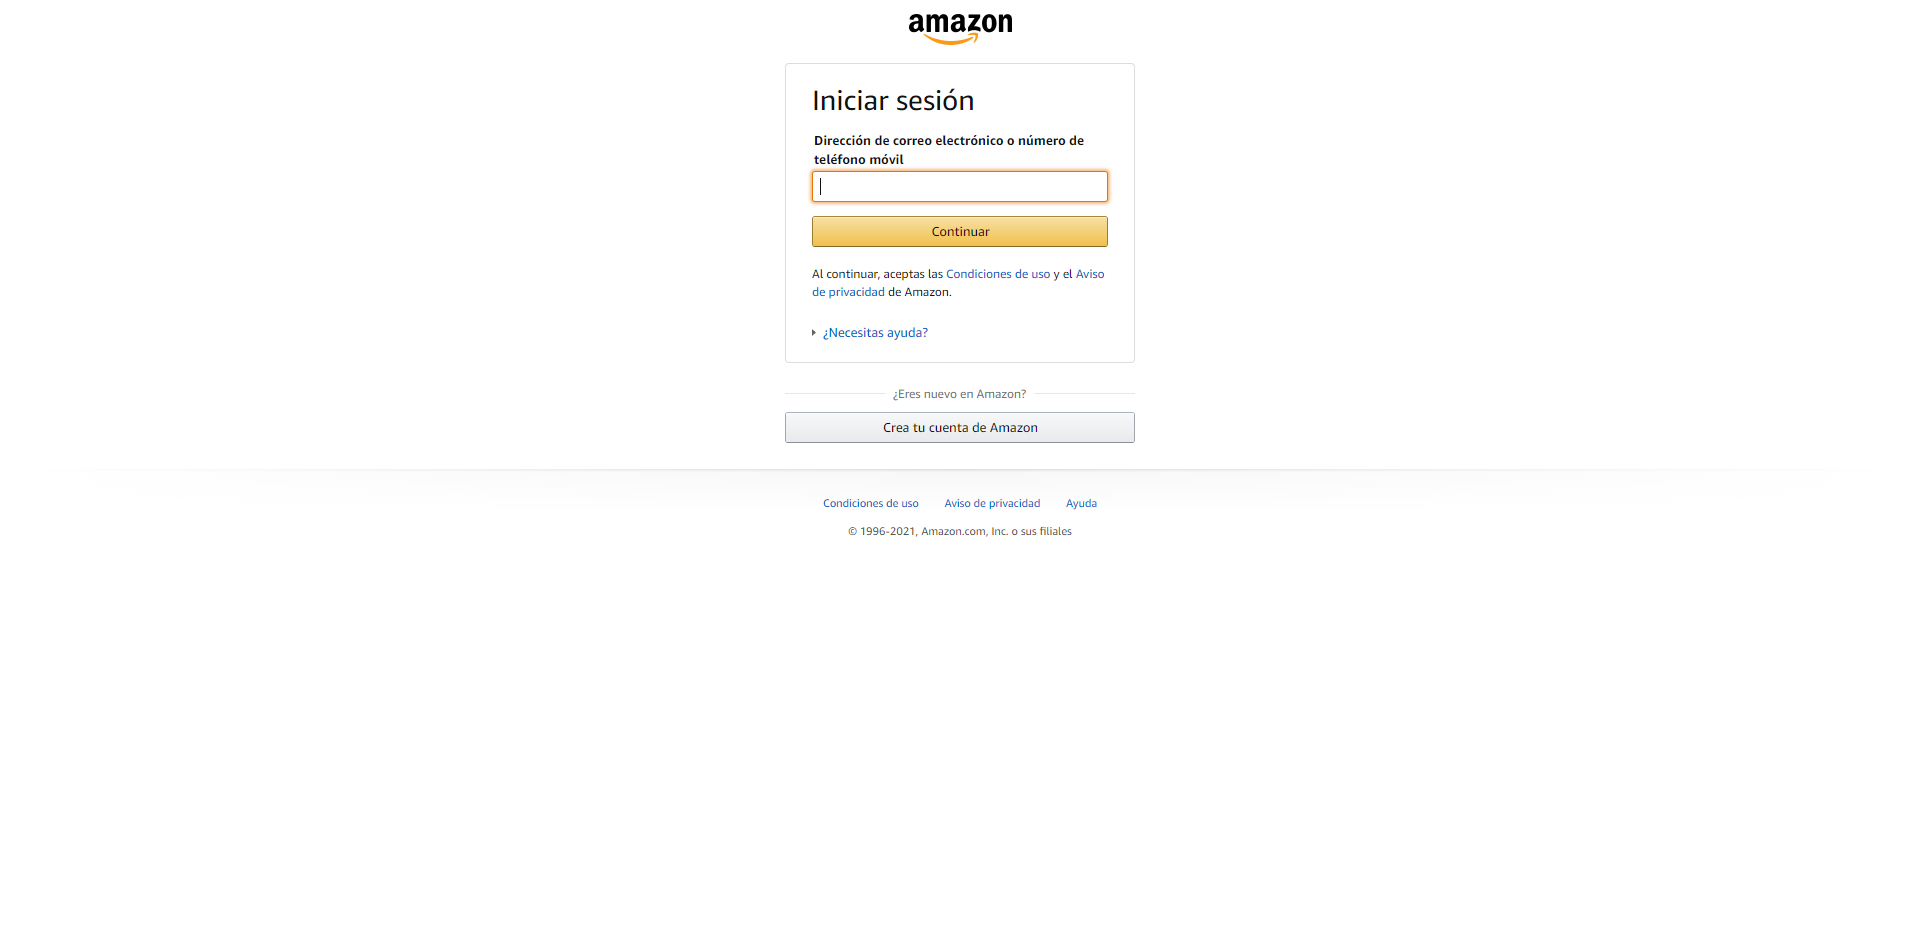 amazon
Iniciar sesión
Dirección de correo electrónico o número de
teléfono móvil
Continuar
Al continuar, aceptas las Condiciones de uso y el Aviso
de privacidad de Amazon.
¿Necesitas ayuda?
¿Eres nuevo en Amazon?
Crea tu cuenta de Amazon
Condiciones de uso Aviso de privacidad Ayuda
© 1996-2021, Amazon.com, Inc. o sus filiales